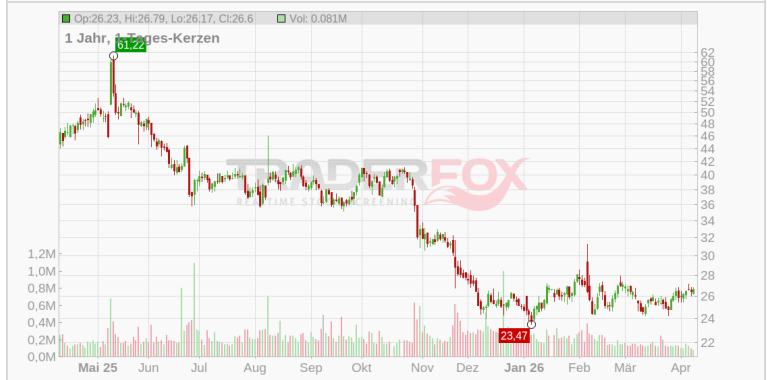 Op:26.23, Hi:26.79, Lo:26.17, Cl:26.6 Vol: 0.081M
1 Jahr, 1 Tages-Kerzen
61,22
62
60
58
56
54
52
50
48
46
44
42
40
38
36
34
32
30
28
26
24
22
TRADERFOX
REALTIME STOCK SCREENING
1,2M
1,0M
0,8M
0,6M
0,4M
0,2M
0,0M
23,47
Mai 25 Jun Jul Aug Sep Okt Nov Dez Jan 26 Feb Mär Apr